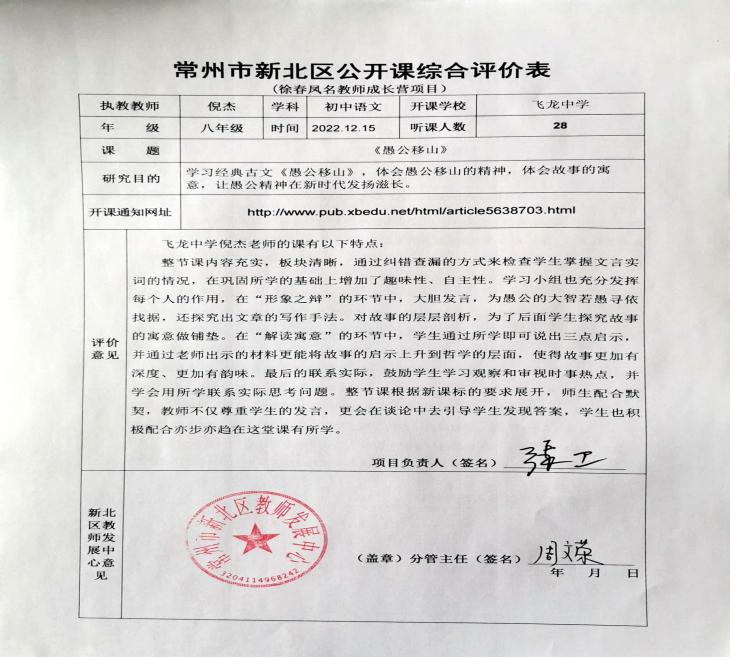 常州市新北区公开课综合评价表
(徐春凤名教师成长营项目)
执教教师 倪杰 学科 初中语文 开课学校 飞龙中学
年 级 八年级 时间 2022.12.15 听课人数 28
课 题 《愚公移山》
研究目的 学习经典古文《愚公移山》，体会愚公移山的精神，体会故事的寓
意，让愚公精神在新时代发扬滋长。
开课通知网址 http://www.pub.xbedu.net/html/article5638703.html
评价意见
飞龙中学倪杰老师的课有以下特点：
整节课内容充实，板块清晰，通过纠错查漏的方式来检查学生掌握文言实
词的情况，在巩固所学的基础上增加了趣味性、自主性。学习小组也充分发挥
每个人的作用，在“形象之辩”的环节中，大胆发言，为愚公的大智若愚寻依
找据，还探究出文章的写作手法。对故事的层层剖析，为了后面学生探究故事
的寓意做铺垫。在“解读寓意”的环节中，学生通过所学即可说出三点启示，
并通过老师出示的材料更能将故事的启示上升到哲学的层面，使得故事更加有
深度、更加有韵味。最后的联系实际，鼓励学生学习观察和审视时事热点，并
学会用所学联系实际思考问题。整节课根据新课标的要求展开，师生配合默
契，教师不仅尊重学生的发言，更会在谈论中去引导学生发现答案，学生也积
极配合亦步亦趋在这堂课有所学。
项目负责人（签名）
新北区教师发展中心意见
常州市新北区教师发展中心
3204114968242
（盖章）分管主任（签名） 周文荣
年 月 日